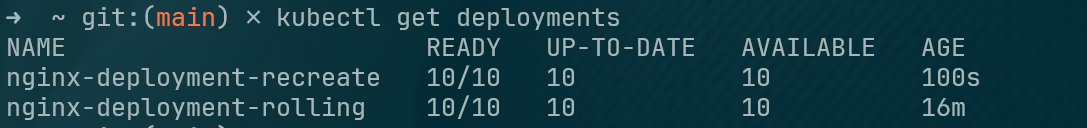 → ~ git:(main) × kubectl get deployments
NAME READY UP-TO-DATE AVAILABLE AGE
nginx-deployment-recreate 10/10 10 10 100s
nginx-deployment-rolling 10/10 10 10 16m